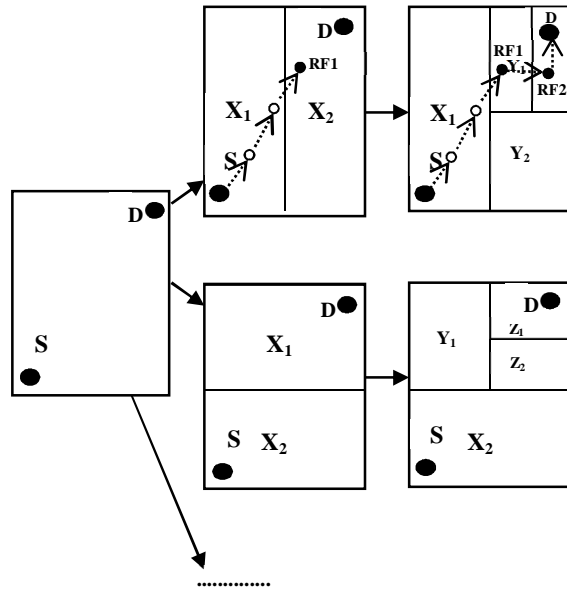 D
S
D
RF1
X₁
X₂
S
D
RF1
Y₁
RF2
X₁
S
Y₂
D
X₁
S
X₂
D
Y₁
Z₁
Z₂
S
X₂
..............